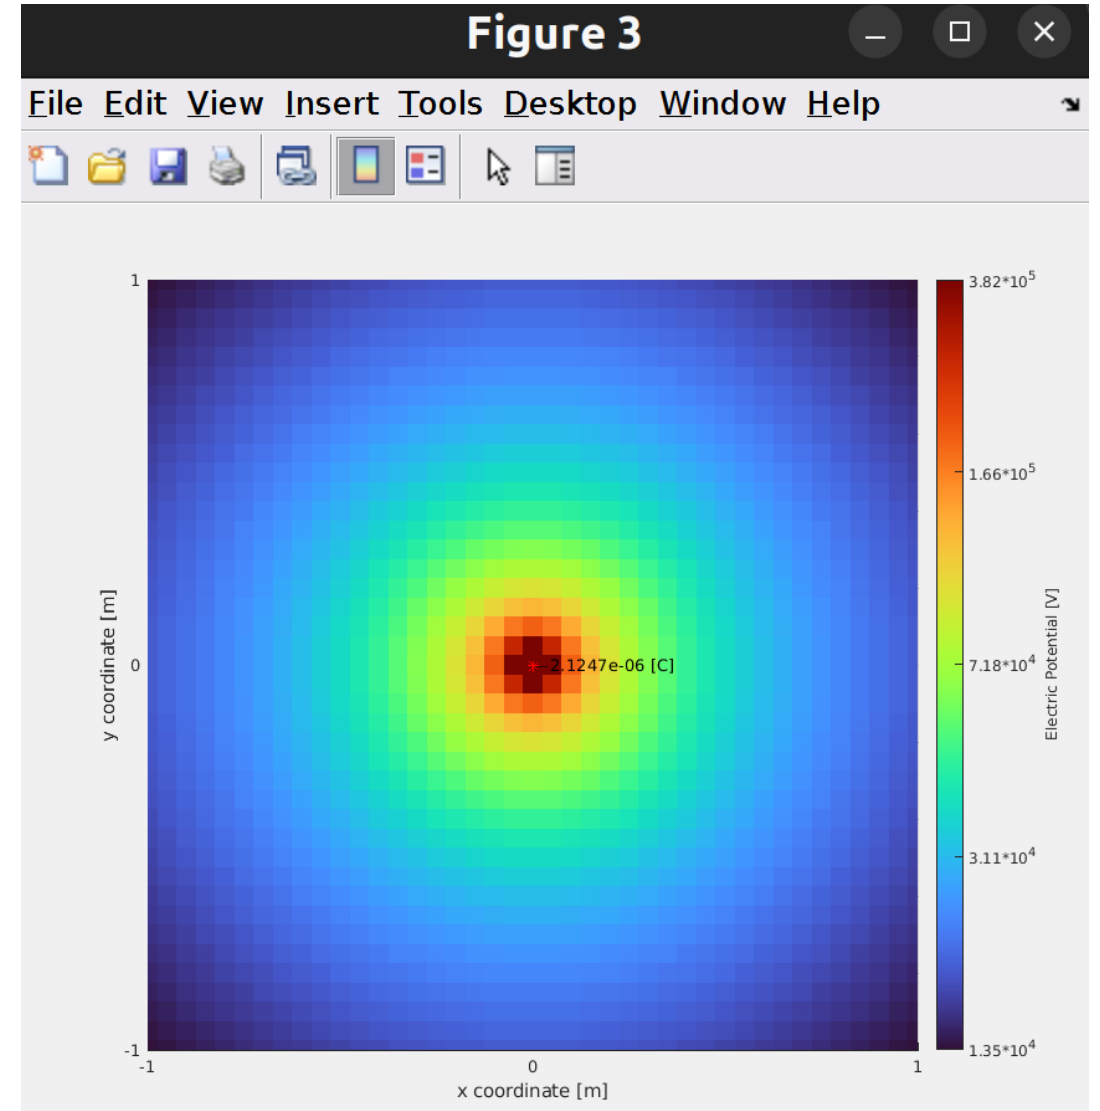 Figure 3
File Edit View Insert Tools Desktop Window Help
1
0
-1
-1
0
1
y coordinate [m]
x coordinate [m]
-2.1247e-06 [C]
3.82*10^5
1.66*10^5
7.18*10^4
3.11*10^4
1.35*10^4
Electric Potential [V]